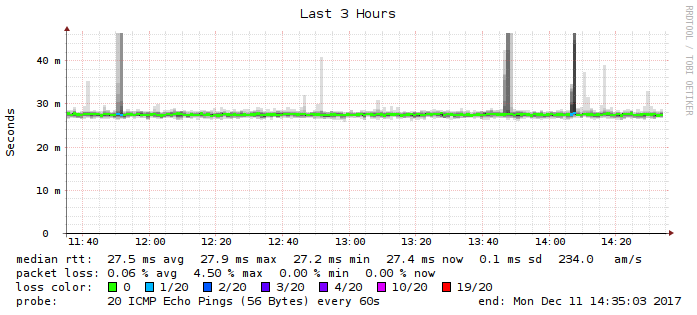 Last 3 Hours
RRDTOOL / TOBI OETIKER
Seconds
40 m
30 m
20 m
10 m
0
11:40 12:00 12:20 12:40 13:00 13:20 13:40 14:00 14:20
median rtt: 27.5 ms avg 27.9 ms max 27.2 ms min 27.4 ms now 0.1 ms sd 234.0 am/s
packet loss: 0.06 % avg 4.50 % max 0.00 % min 0.00 % now
loss color: 0 1/20 2/20 3/20 4/20 10/20 19/20
probe: 20 ICMP Echo Pings (56 Bytes) every 60s end: Mon Dec 11 14:35:03 2017